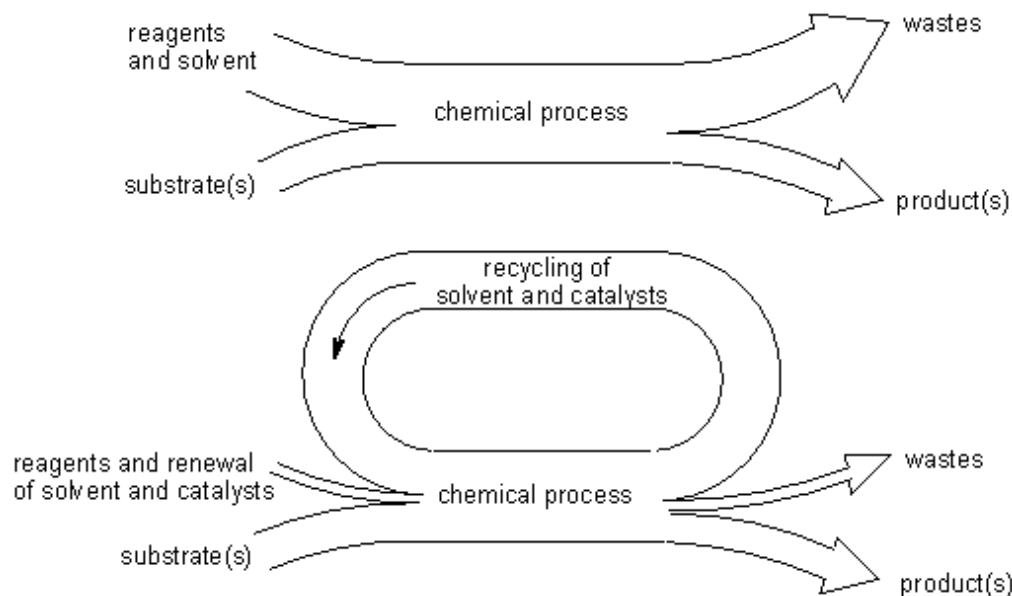 reagents
and solvent
wastes
chemical process
substrate(s)
product(s)
recycling of
solvent and catalysts
reagents and renewal
of solvent and catalysts
wastes
chemical process
substrate(s)
product(s)